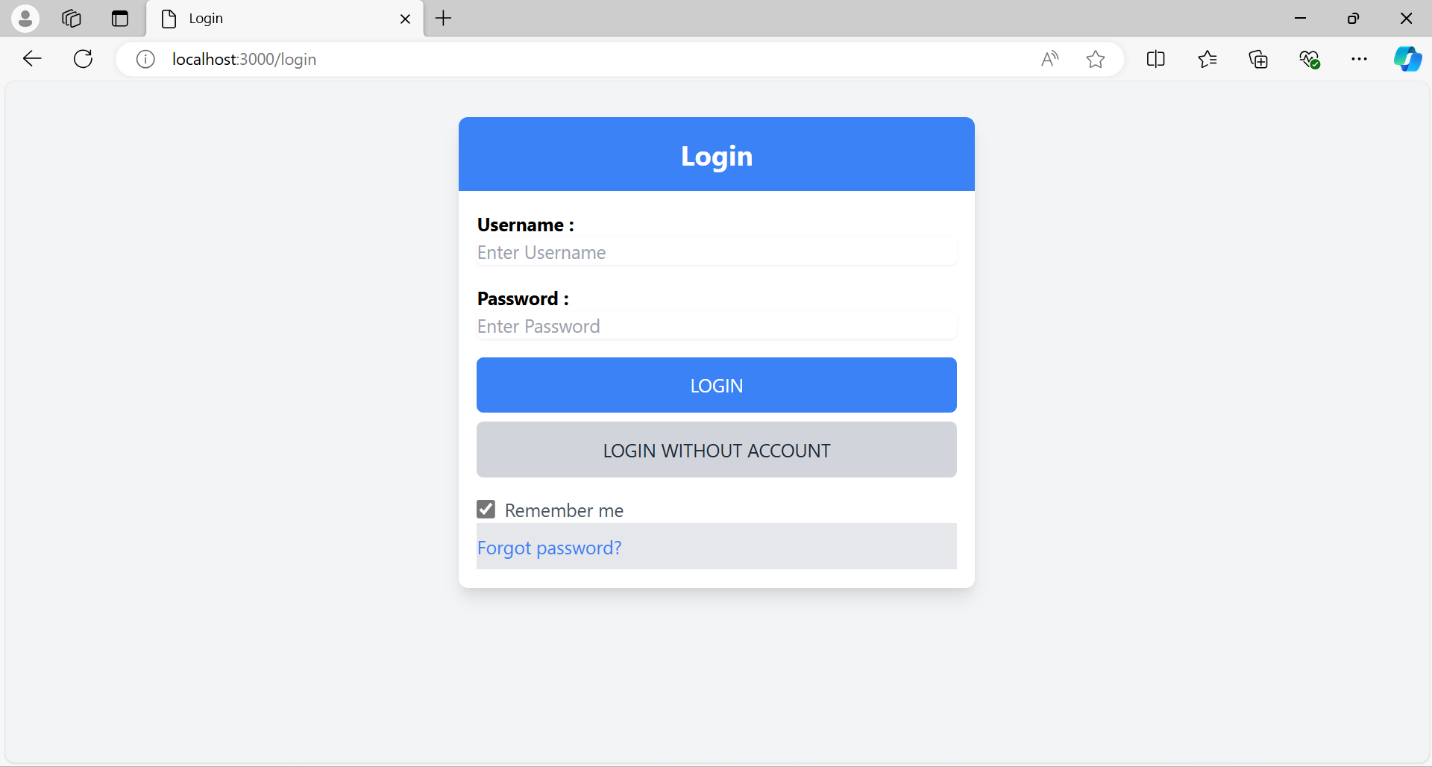 Login
localhost:3000/login
Login
Username :
Enter Username
Password :
Enter Password
LOGIN
LOGIN WITHOUT ACCOUNT
Remember me
Forgot password?